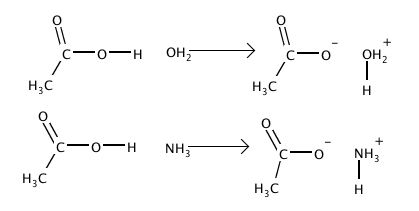 O O
C O H OH₂ C O⁻ OH₂⁺
H₃C H₃C H
O O
C O H NH₃ C O⁻ NH₃⁺
H₃C H₃C H